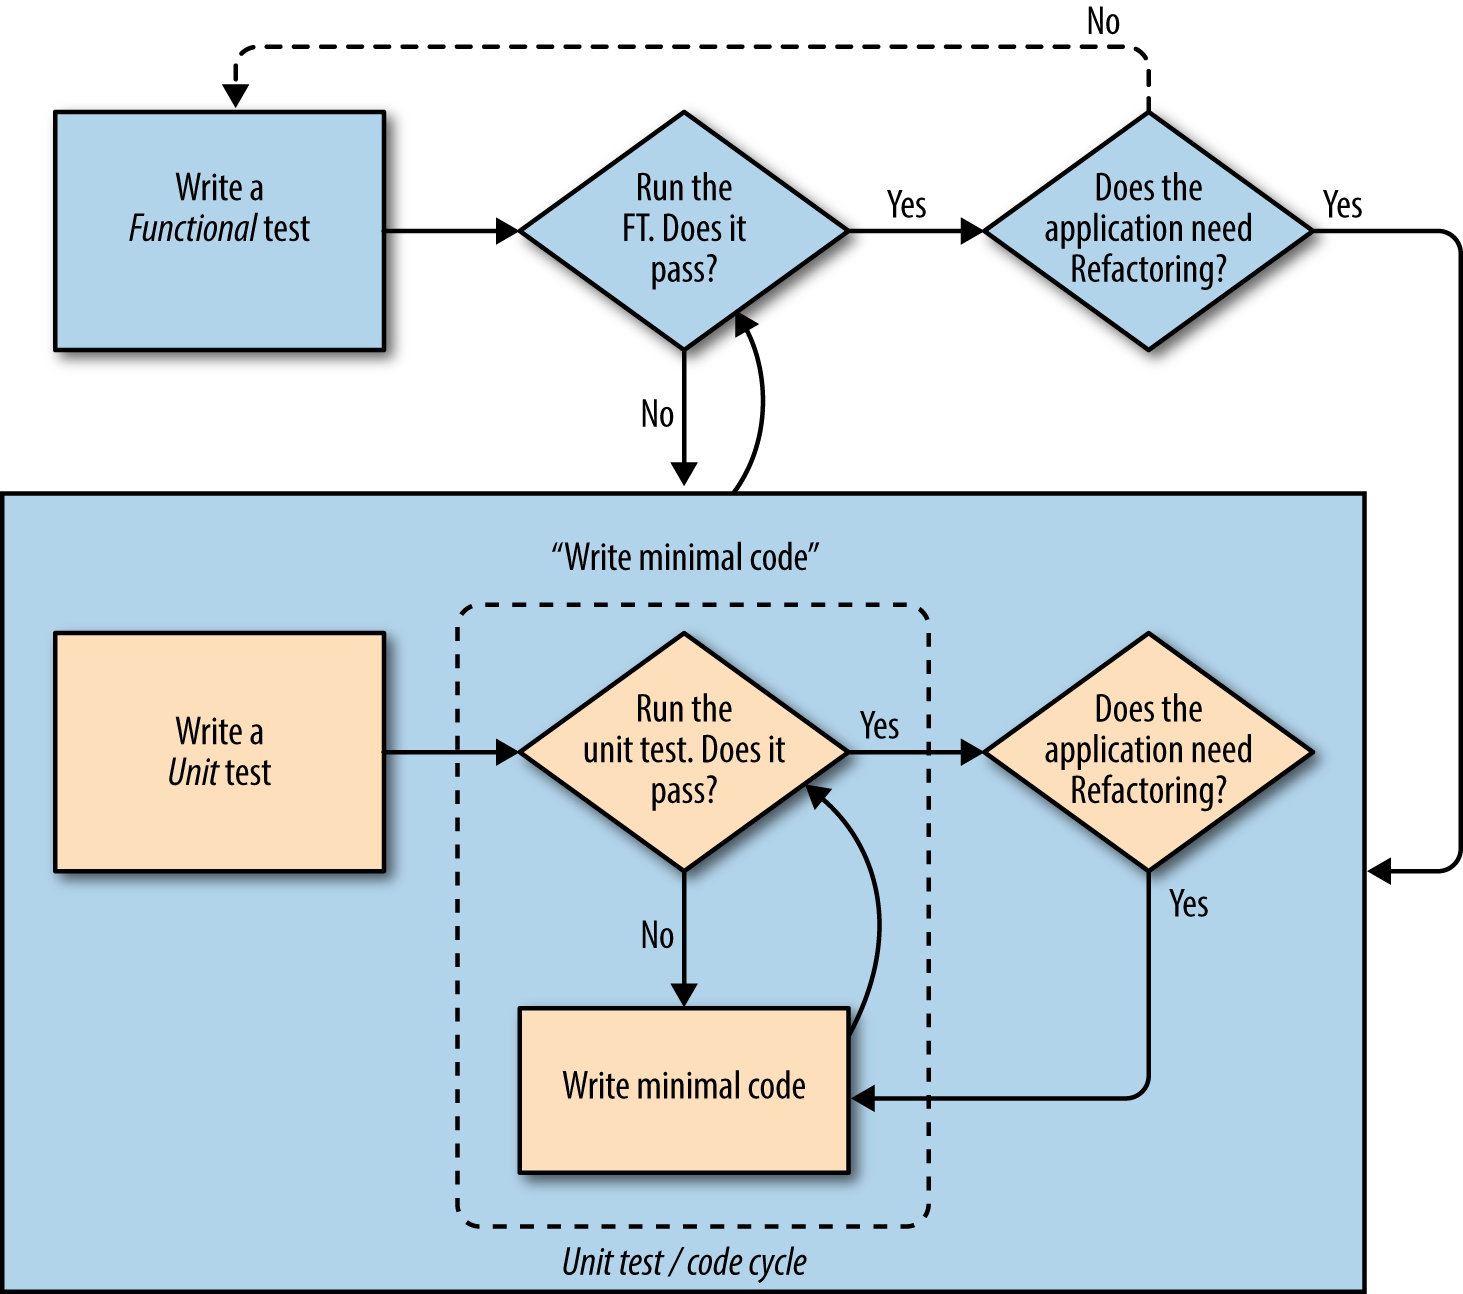 No
Write a
Functional test
Run the
FT. Does it
pass?
Yes
Does the
application need
Refactoring?
Yes
No
“Write minimal code”
Write a
Unit test
Run the
unit test. Does it
pass?
Yes
Does the
application need
Refactoring?
No
Yes
Write minimal code
Unit test / code cycle